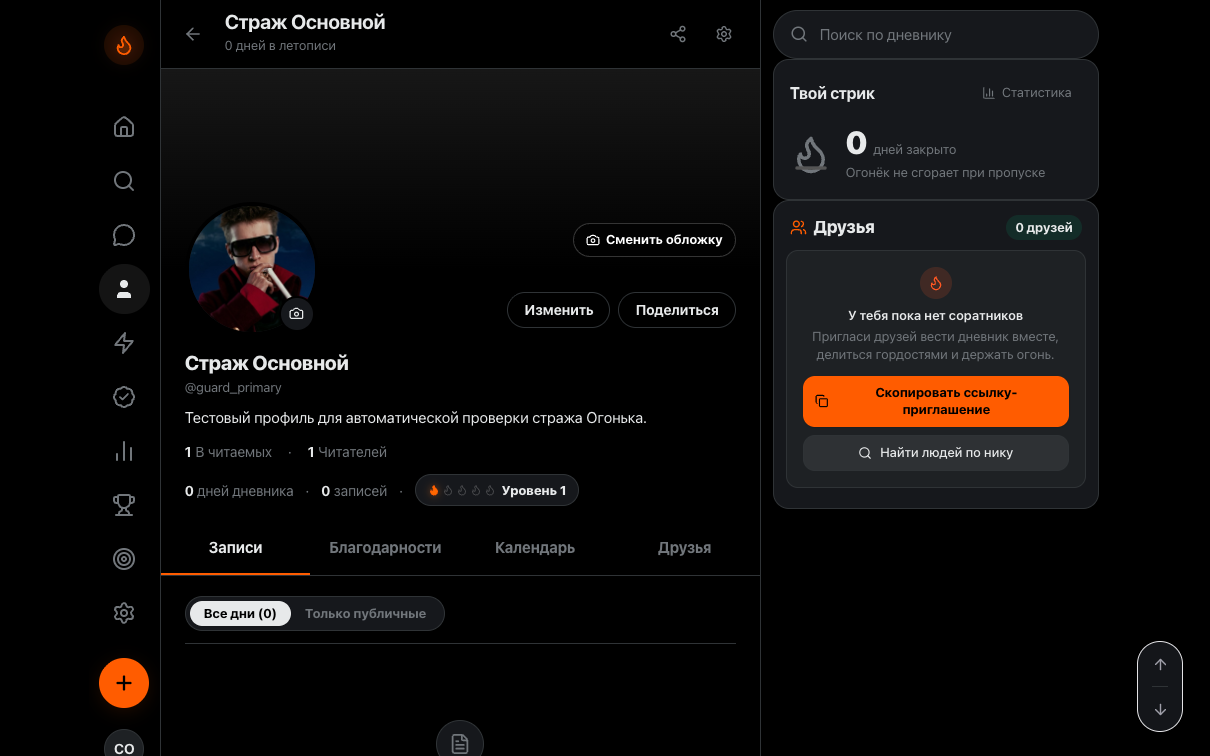 Страж Основной
0 дней в летописи
Сменить обложку
Изменить
Поделиться
Страж Основной
@guard_primary
Тестовый профиль для автоматической проверки стража Огонька.
1 В читаемых · 1 Читателей
0 дней дневника · 0 записей · Уровень 1
Записи
Благодарности
Календарь
Друзья
Все дни (0)
Только публичные
СО
Поиск по дневнику
Твой стрик
Статистика
0 дней закрыто
Огонёк не сгорает при пропуске
Друзья
0 друзей
У тебя пока нет соратников
Пригласи друзей вести дневник вместе,
делиться гордостями и держать огонь.
Скопировать ссылку-
приглашение
Найти людей по нику